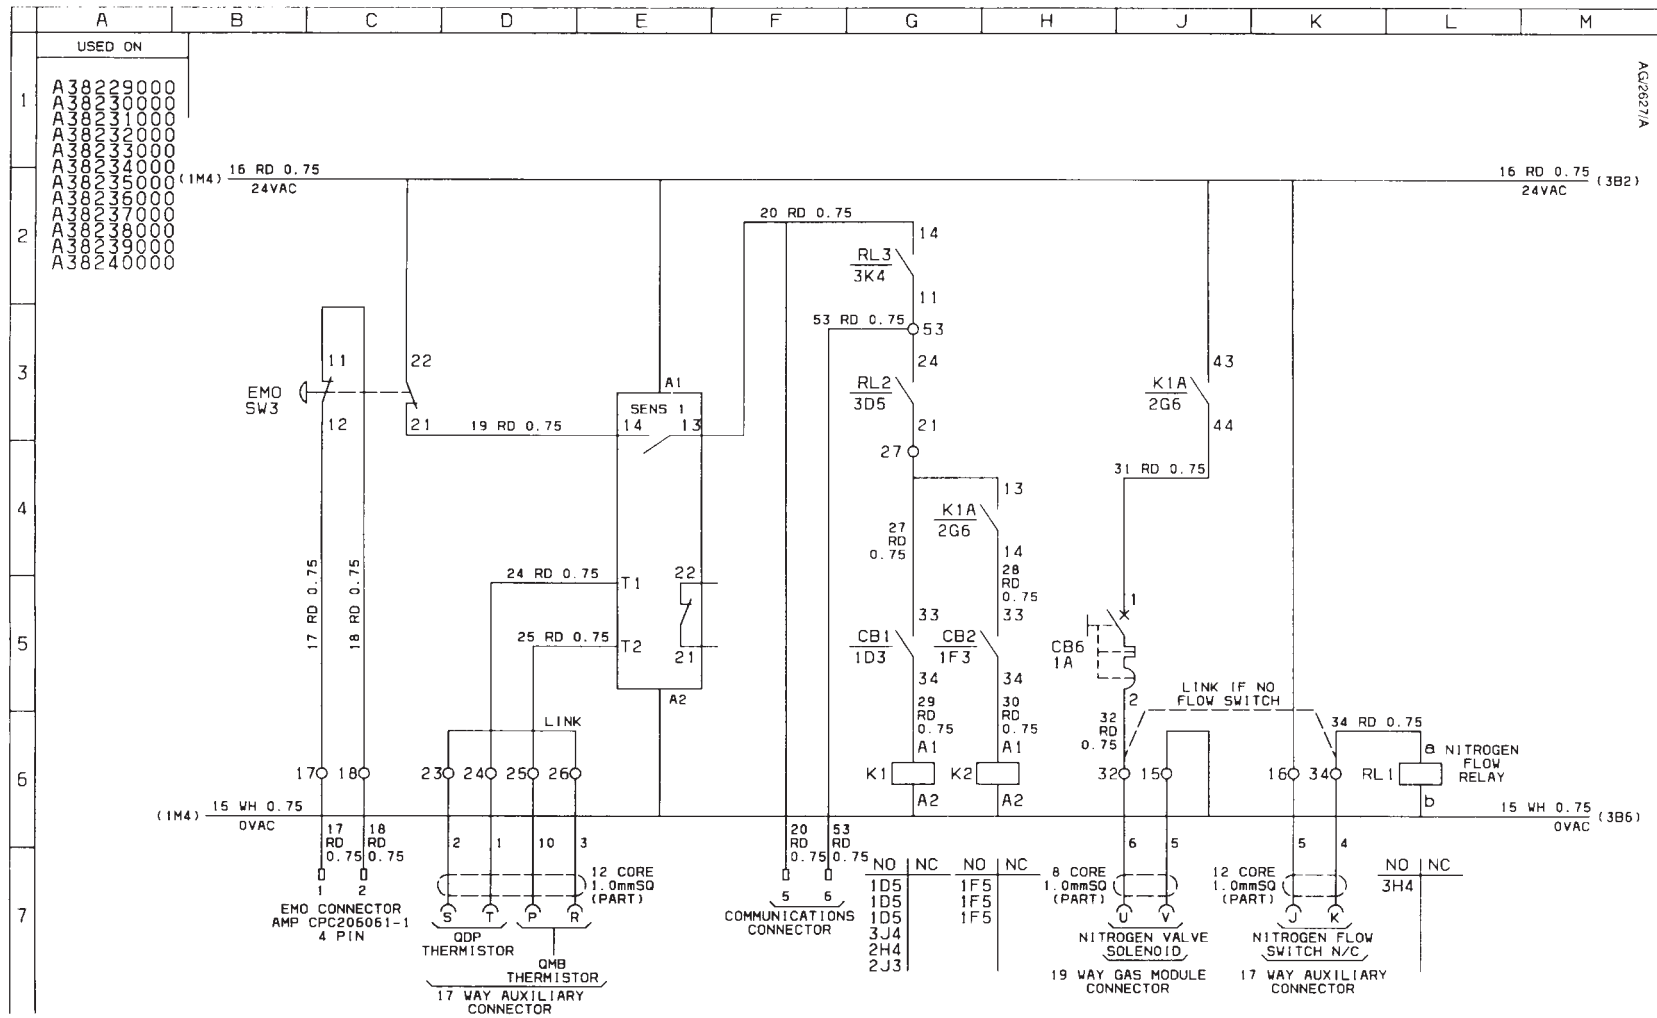 A B C D E F G H J K L M
USED ON
AG/2627/A
1
A38229000
A38230000
A38231000
A38232000
A38233000
A38234000
A38235000
A38236000
A38237000
A38238000
A38239000
A38240000
(1M4) 16 RD 0.75
24VAC
16 RD 0.75 (3B2)
24VAC
2
20 RD 0.75
14
RL3
3K4
11
53 RD 0.75 53
3
11 22
EMO
SW3
12 21
19 RD 0.75
A1
SENS 1
14 13
24
RL2
3D5
21
27
43
K1A
2G6
44
31 RD 0.75
4
13
K1A
2G6
14
27
RD
0.75
28
RD
0.75
17 RD 0.75
18 RD 0.75
24 RD 0.75 T1 22
5
25 RD 0.75 T2 21
A2
33 33
CB1
1D3
CB2
1F3
34 34
29
RD
0.75
30
RD
0.75
1
CB6
1A
2
LINK IF NO
FLOW SWITCH
32
RD
0.75
34 RD 0.75
LINK
6
17 18 23 24 25 26
A1 A1
K1 K2
A2 A2
32 15 16 34
a
RL1
b
NITROGEN
FLOW
RELAY
(1M4) 15 WH 0.75
0VAC
15 WH 0.75 (3B6)
0VAC
17
RD
0.75
18
RD
0.75
2 1 10 3
20
RD
0.75
53
RD
0.75
6 5 5 4
7
1 2
EMO CONNECTOR
AMP CPC206061-1
4 PIN
12 CORE
1.0mmSQ
(PART)
S T P R
QDP
THERMISTOR
QMB
THERMISTOR
17 WAY AUXILIARY
CONNECTOR
5 6
COMMUNICATIONS
CONNECTOR
NO NC
1D5
1D5
1D5
3J4
2H4
2J3
NO NC
1F5
1F5
1F5
8 CORE
1.0mmSQ
(PART)
U V
NITROGEN VALVE
SOLENOID
19 WAY GAS MODULE
CONNECTOR
12 CORE
1.0mmSQ
(PART)
J K
NITROGEN FLOW
SWITCH N/C
17 WAY AUXILIARY
CONNECTOR
NO NC
3H4